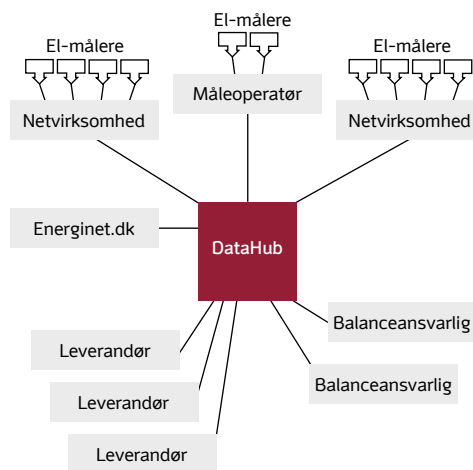 El-målere
El-målere
El-målere
Netvirksomhed
Måleoperatør
Netvirksomhed
Energinet.dk
DataHub
Balanceansvarlig
Leverandør
Balanceansvarlig
Leverandør
Leverandør